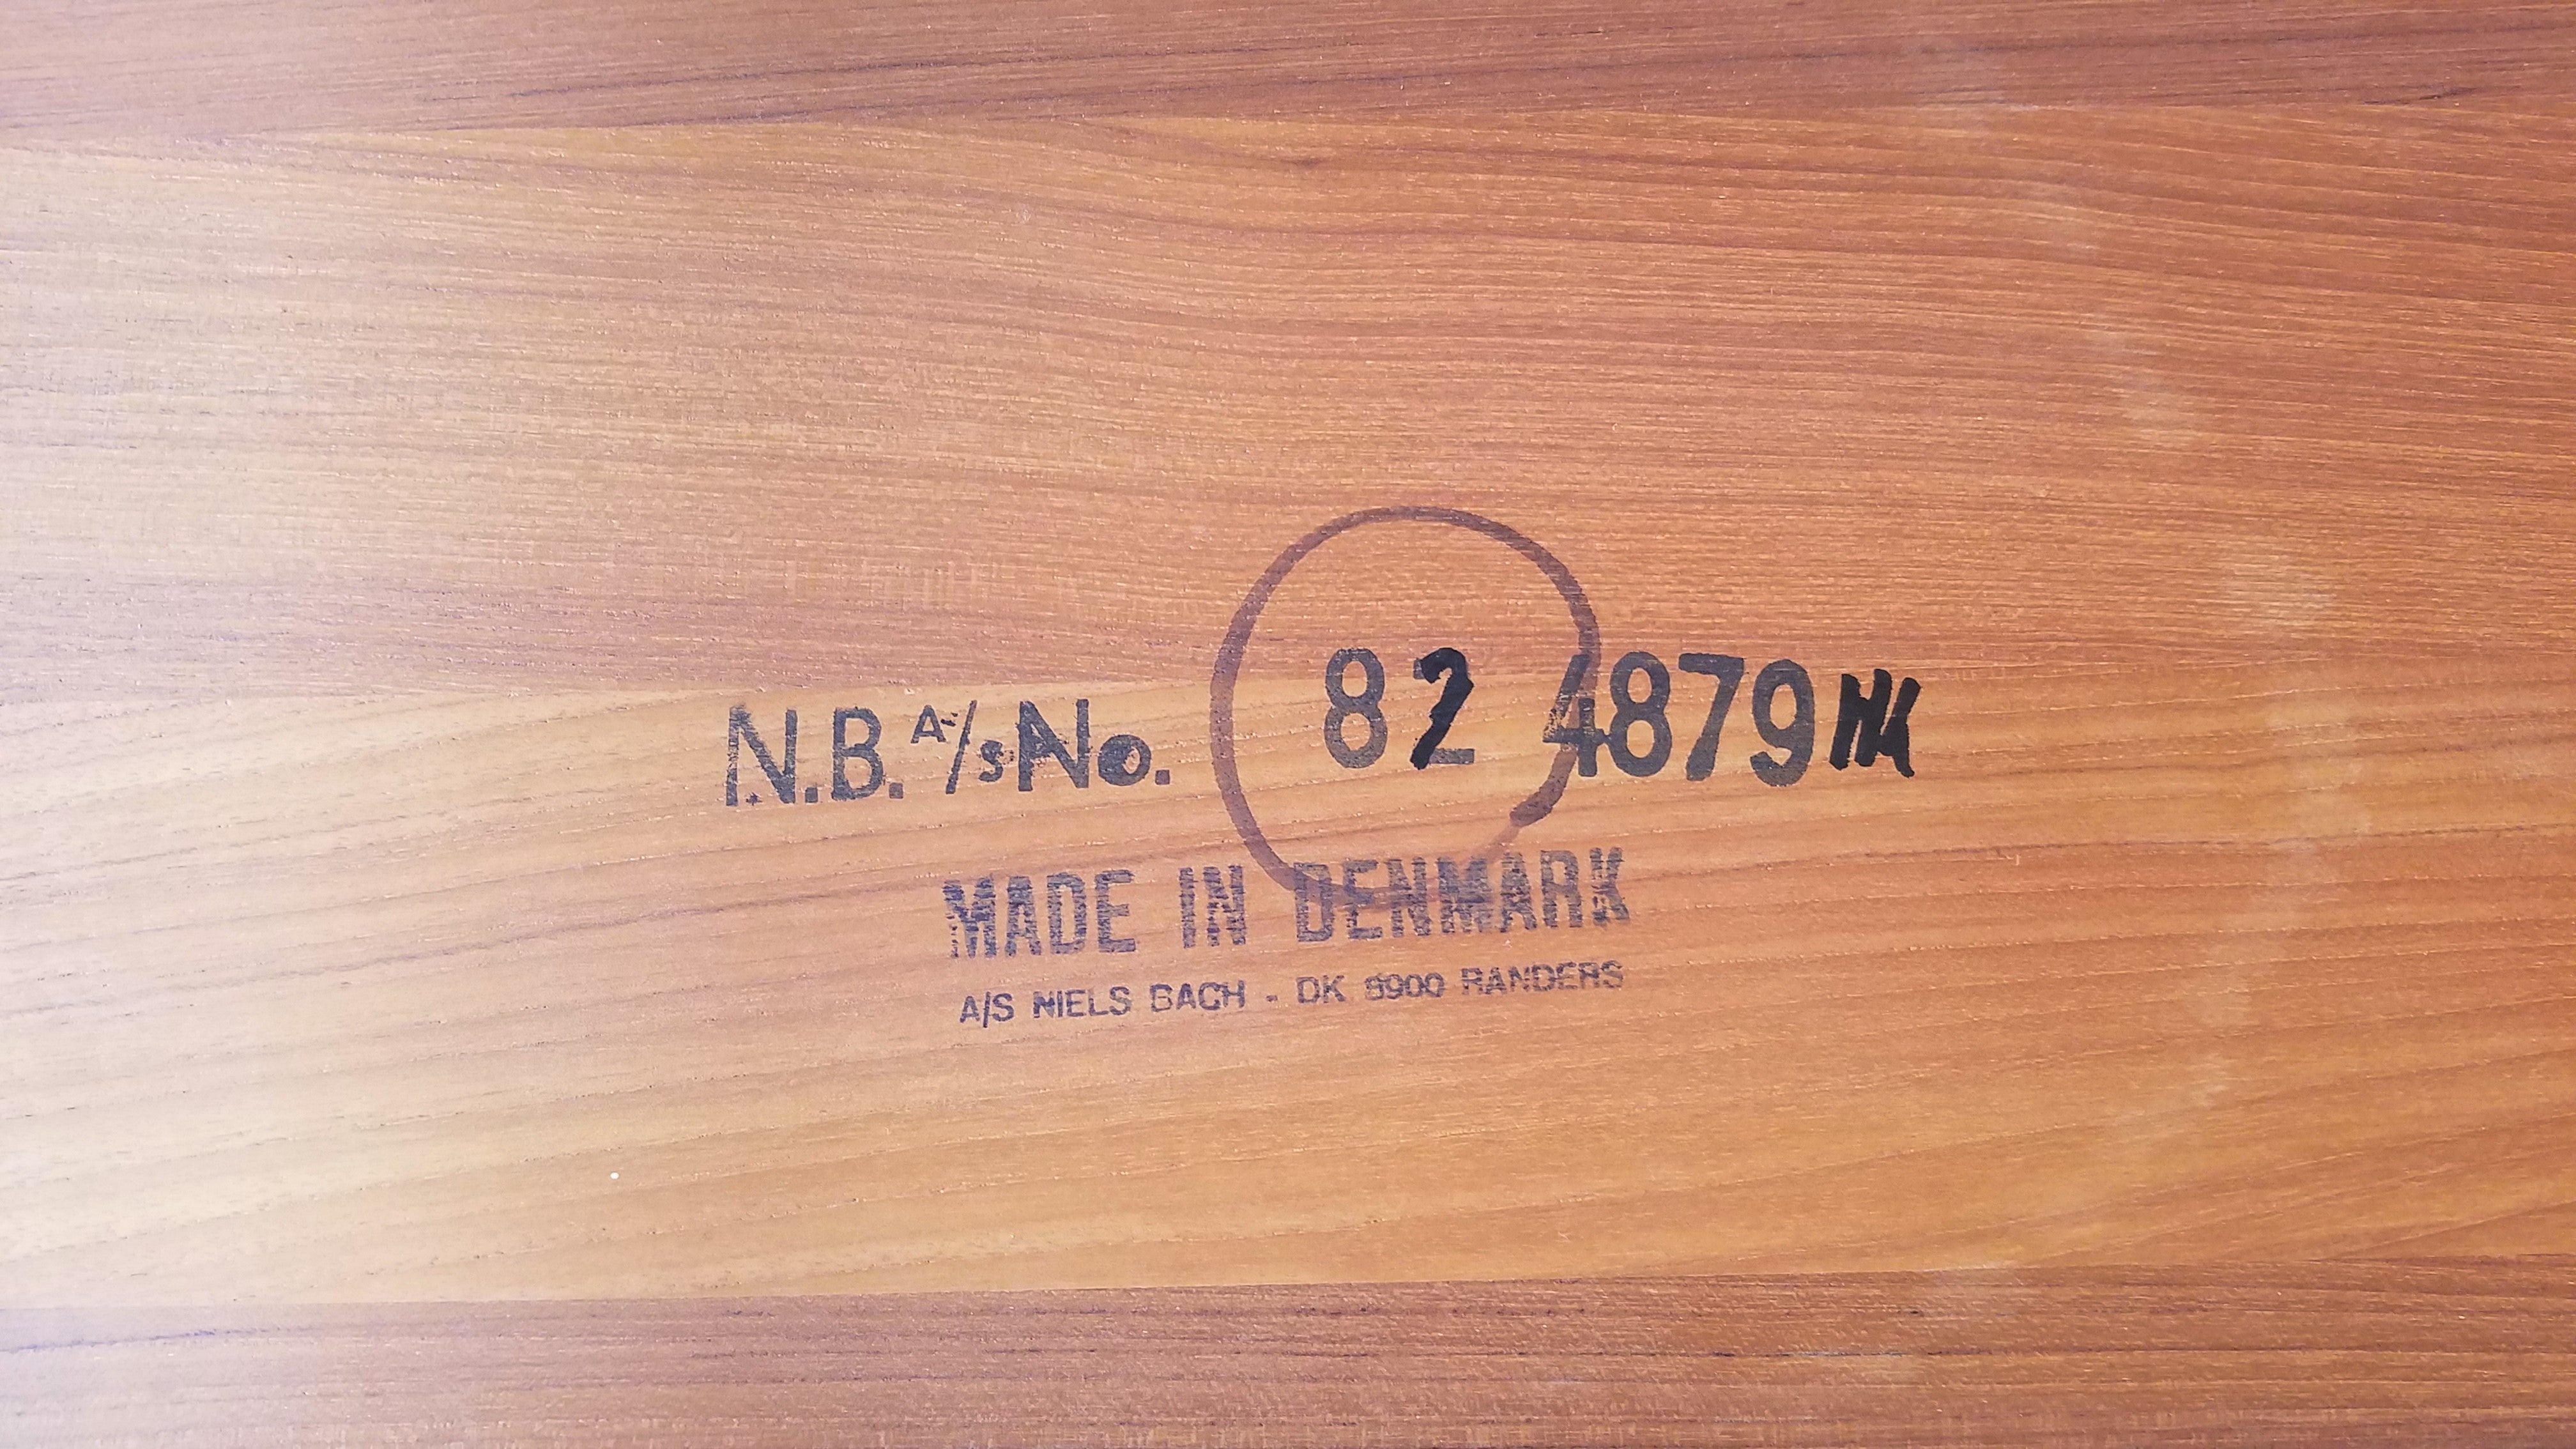 N.B. A/S No. 82 4879
MADE IN DENMARK
A/S NIELS BACH - DK 8900 RANDERS